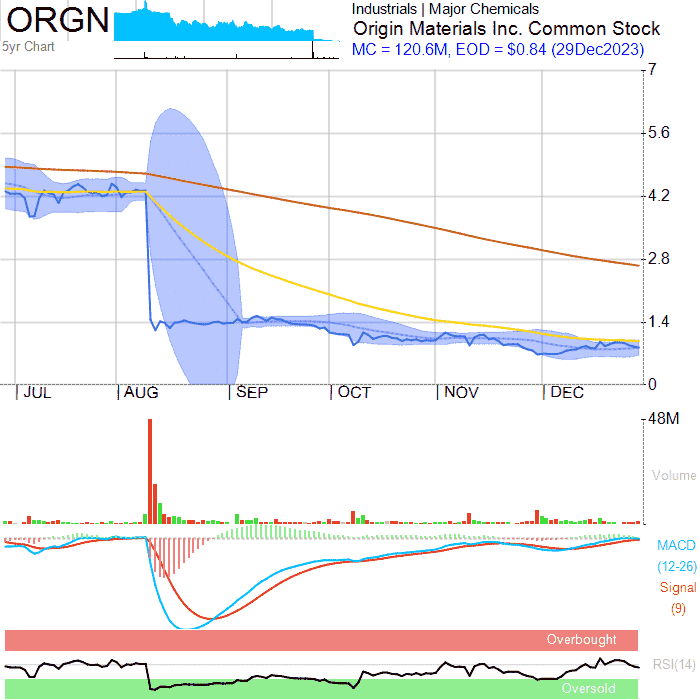 ORGN
5yr Chart
Industrials | Major Chemicals
Origin Materials Inc. Common Stock
MC = 120.6M, EOD = $0.84 (29Dec2023)
7
5.6
4.2
2.8
1.4
0
JUL AUG SEP OCT NOV DEC
48M
Volume
MACD
(12-26)
Signal
(9)
Overbought
RSI(14)
Oversold